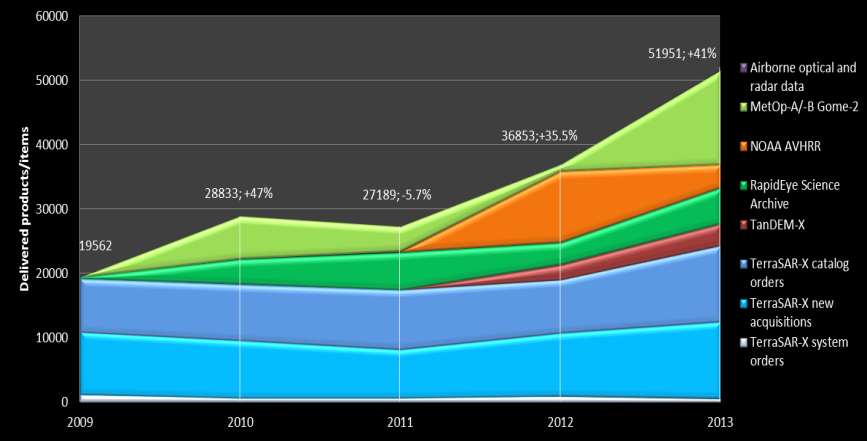 Delivered products/items
60000
50000
40000
30000
20000
10000
0
2009
2010
2011
2012
2013
19562
28833; +47%
27189; -5.7%
36853;+35.5%
51951; +41%
Airborne optical and
radar data
MetOp-A/-B Gome-2
NOAA AVHRR
RapidEye Science
Archive
TanDEM-X
TerraSAR-X catalog
orders
TerraSAR-X new
acquisitions
TerraSAR-X system
orders